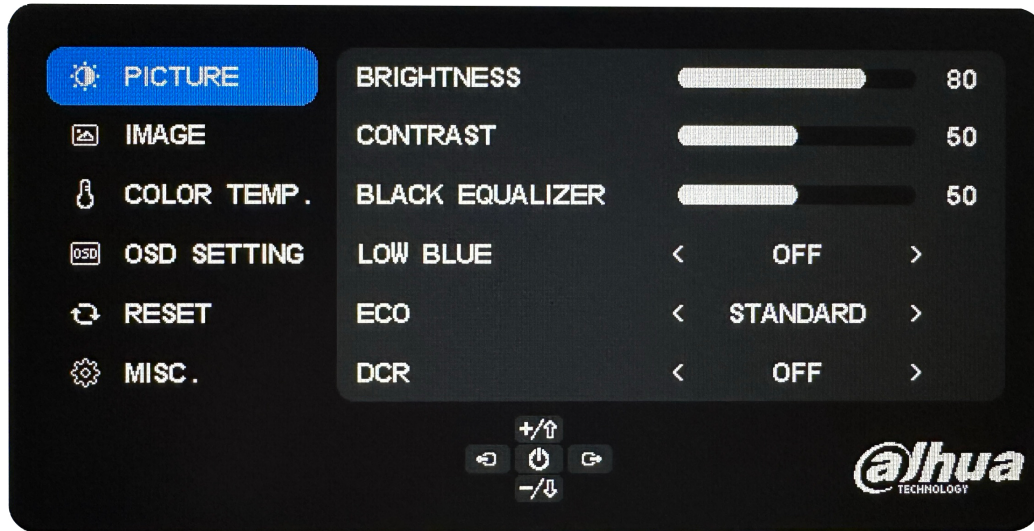 PICTURE
IMAGE
COLOR TEMP.
OSD SETTING
RESET
MISC.
BRIGHTNESS 80
CONTRAST 50
BLACK EQUALIZER 50
LOW BLUE < OFF >
ECO < STANDARD >
DCR < OFF >
+/⇧
−/⇩
OSD
alhua
TECHNOLOGY